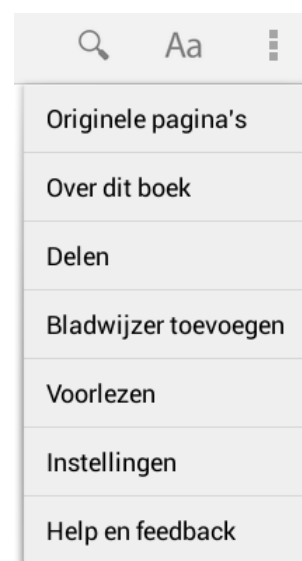 Aa
Originele pagina's
Over dit boek
Delen
Bladwijzer toevoegen
Voorlezen
Instellingen
Help en feedback